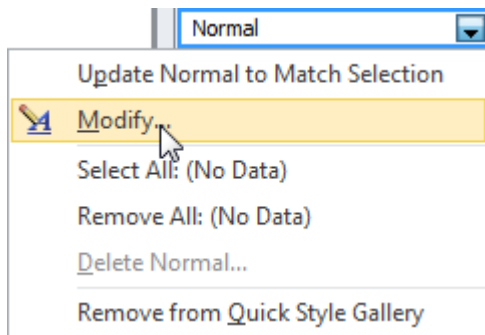 Normal
Update Normal to Match Selection
Modify...
Select All: (No Data)
Remove All: (No Data)
Delete Normal...
Remove from Quick Style Gallery